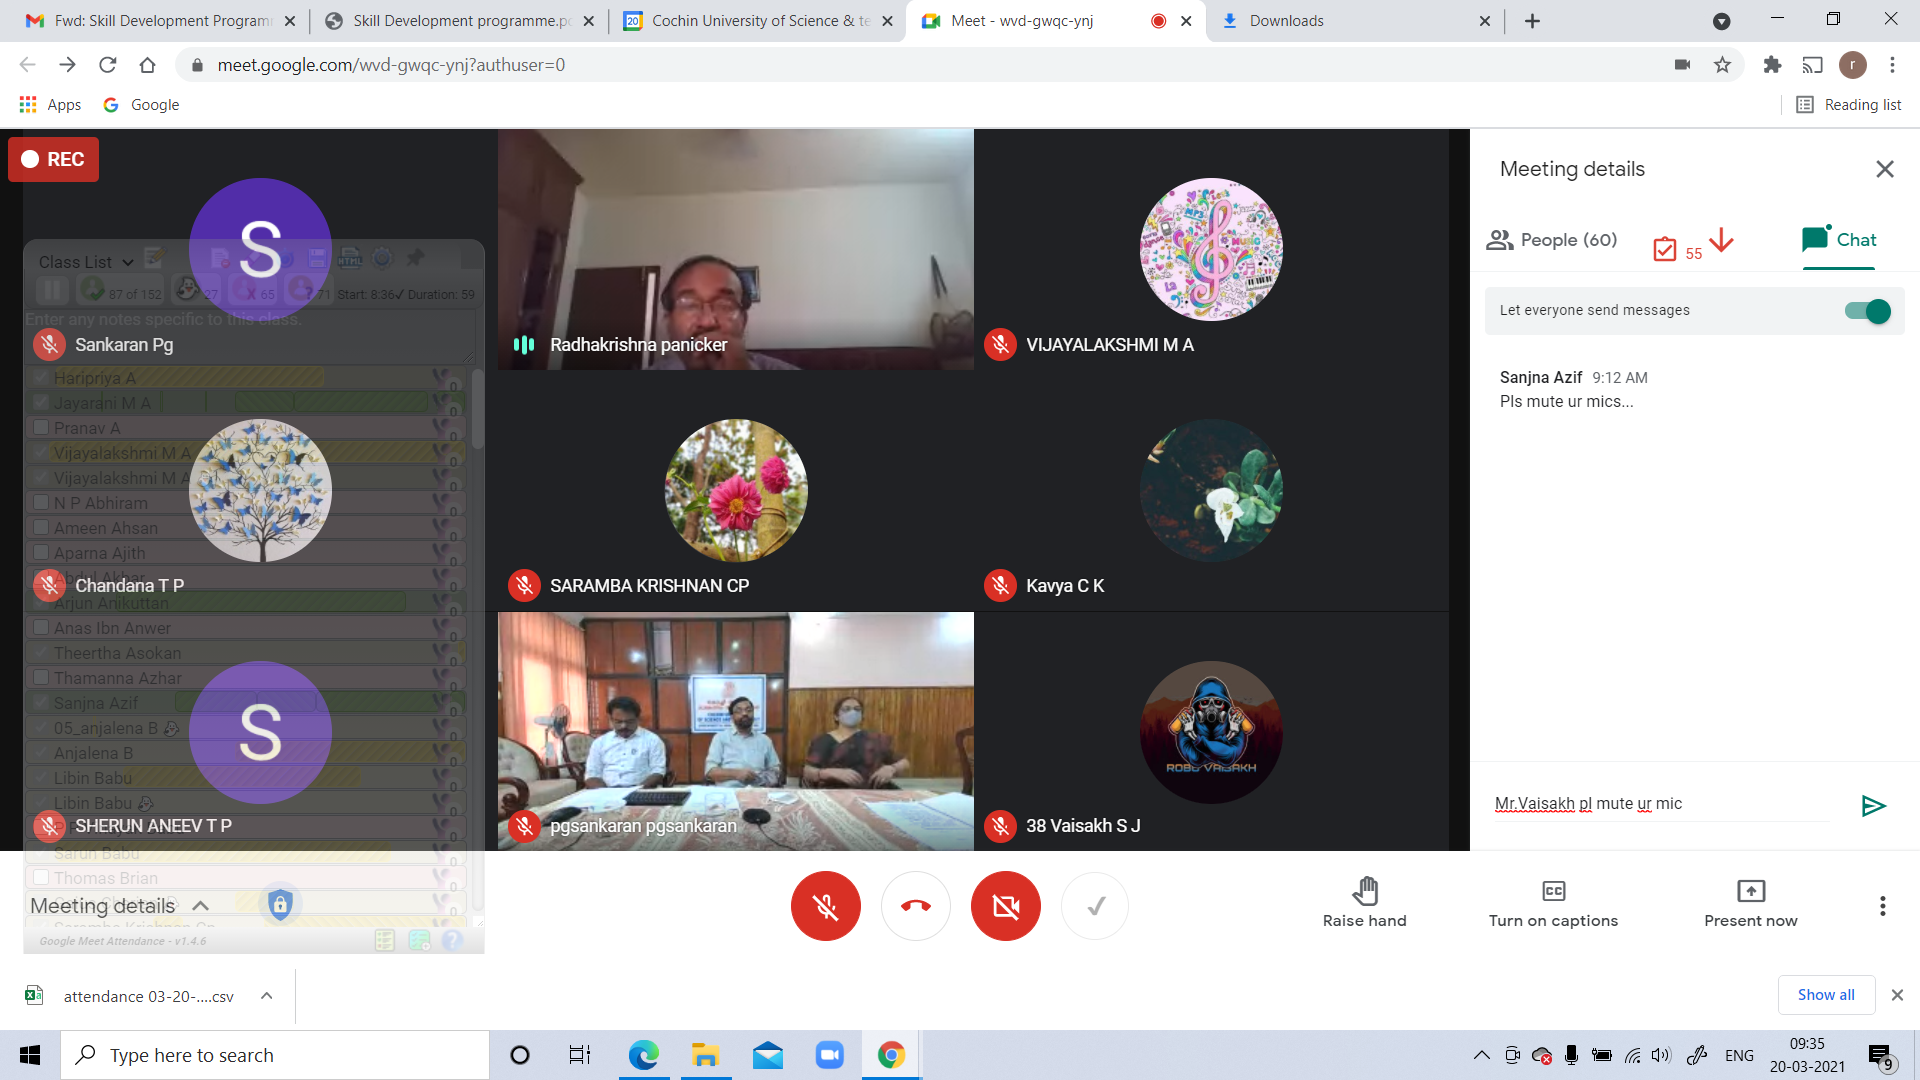 Fwd: Skill Development Programm
Skill Development programme.pd
Cochin University of Science & te
Meet - wvd-gwqc-ynj
Downloads
meet.google.com/wvd-gwqc-ynj?authuser=0
r
Apps
Google
Reading list
REC
S
Class List
87 of 152
27
65
71
Start: 8:36 Duration: 59
Enter any notes specific to this class.
Sankaran Pg
Radhakrishna panicker
VIJAYALAKSHMI M A
Haripriya A
Jayarani M A
Pranav A
Vijayalakshmi M A
Vijayalakshmi M A
N P Abhiram
Ameen Ahsan
Aparna Ajith
Chandana T P
SARAMBA KRISHNAN CP
Kavya C K
Arjun Anikuttan
Anas Ibn Anwer
Theertha Asokan
Thamanna Azhar
Sanjna Azif
05_anjalena B
Anjalena B
Libin Babu
Libin Babu
S
SHERUN ANEEV T P
pgsankaran pgsankaran
ROBO VAISAKH
38 Vaisakh S J
Sarun Babu
Thomas Brian
Meeting details
Saramba Krishnan Cp
Google Meet Attendance - v1.4.6
Meeting details
People (60)
55
Chat
Let everyone send messages
Sanjna Azif 9:12 AM
Pls mute ur mics...
Mr.Vaisakh pl mute ur mic
Raise hand
Turn on captions
Present now
attendance 03-20-....csv
Show all
Type here to search
ENG
09:35
20-03-2021
9